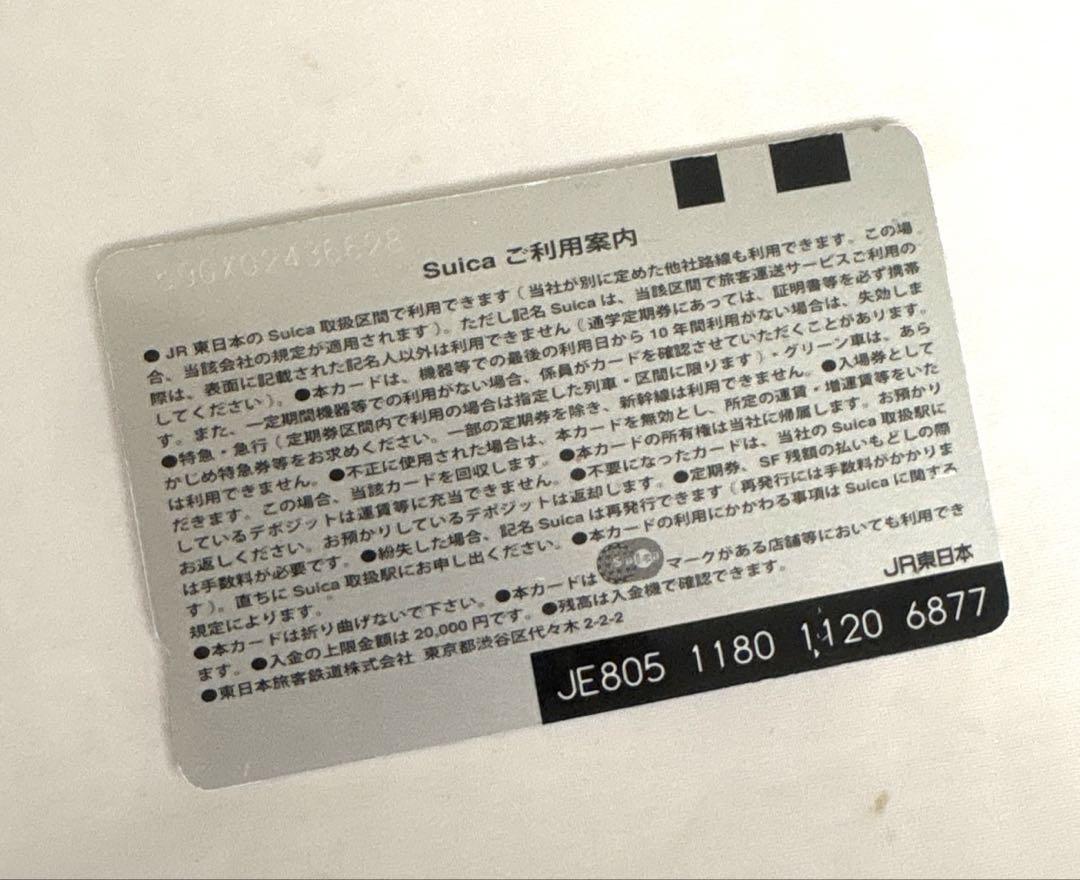 Suica ご利用案内
●JR東日本のSuica取扱区間で利用できます(当社が別に定めた他社路線も利用できます。この場
合、当該会社の規定が適用されます)。ただし記名Suicaは、当該区間で旅客運送サービスご利用の
際は、表面に記載された記名人以外は利用できません(通学定期券にあっては、証明書等を必ず携帯
してください)。●本カードは、機器等での最後の利用日から10年間利用がない場合は、失効しま
す。また、一定期間機器等での利用がない場合、係員がカードを確認させていただくことがあります。
●特急・急行(定期券区間内で利用の場合は指定した列車・区間に限ります)・グリーン車は、あら
かじめ特急券等をお求めください。一部の定期券を除き、新幹線は利用できません。●入場券として
は利用できません。●不正に使用された場合は、本カードを無効とし、所定の運賃・増運賃等をいた
だきます。この場合、当該カードを回収します。●本カードの所有権は当社に帰属します。お預かり
しているデポジットは運賃等に充当できません。●不要になったカードは、当社のSuica取扱駅に
お返しください。お預かりしているデポジットは返却します。●定期券、SF残額の払いもどしの際
は手数料が必要です。●紛失した場合、記名Suicaは再発行できます(再発行には手数料がかかりま
す)。直ちにSuica取扱駅にお申し出ください。●本カードの利用にかかわる事項はSuicaに関する
規定によります。
●本カードは折り曲げないで下さい。●本カードは Suica マークがある店舗等においても利用でき
ます。●入金の上限金額は20,000円です。●残高は入金機で確認できます。
●東日本旅客鉄道株式会社 東京都渋谷区代々木2-2-2
JR東日本
JE805 1180 1120 6877